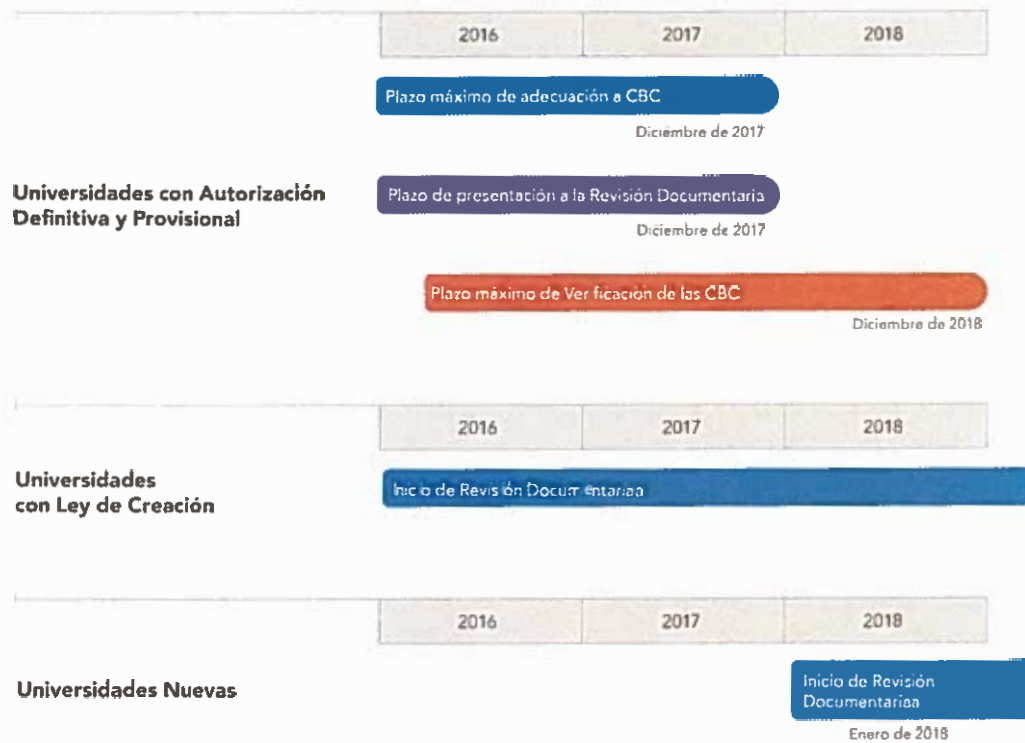 2016 2017 2018
Plazo máximo de adecuación a CBC
Diciembre de 2017
Universidades con Autorización
Definitiva y Provisional
Plazo de presentación a la Revisión Documentaria
Diciembre de 2017
Plazo máximo de Verificación de las CBC
Diciembre de 2018
2016 2017 2018
Universidades
con Ley de Creación
Inicio de Revisión Documentariaa
2016 2017 2018
Universidades Nuevas
Inicio de Revisión
Documentariaa
Enero de 2018